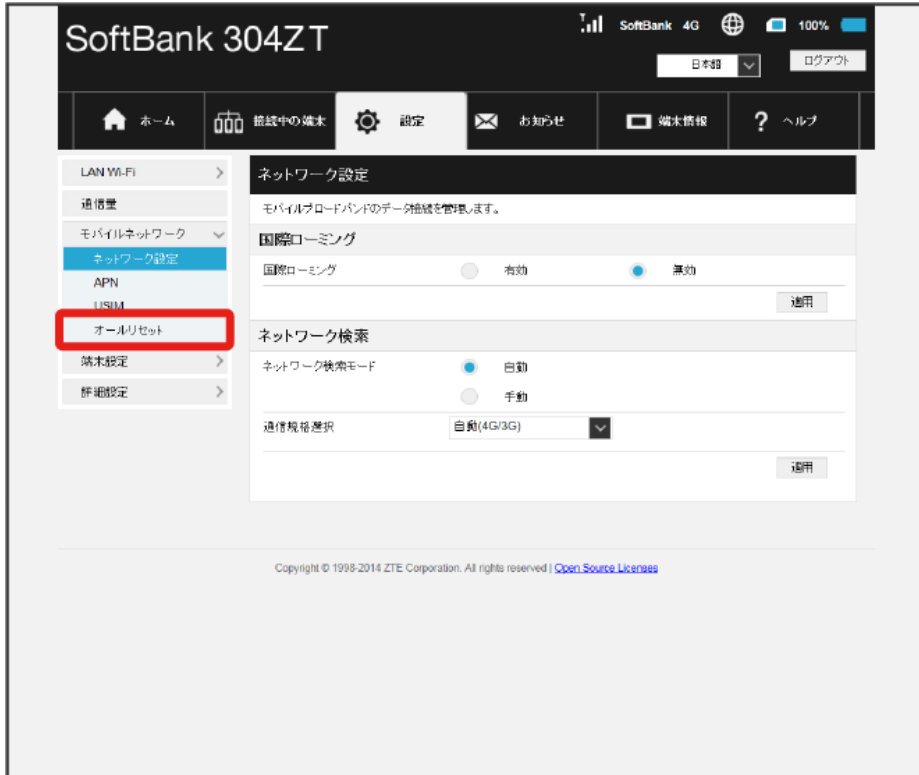 SoftBank 304ZT
SoftBank 4G 100%
日本語 ログアウト
ホーム 接続中の端末 設定 お知らせ 端末情報 ? ヘルプ
LAN Wi-Fi
通信量
モバイルネットワーク
ネットワーク設定
APN
USIM
オールリセット
端末設定
詳細設定
ネットワーク設定
モバイルブロードバンドのデータ接続を管理します。
国際ローミング
国際ローミング 有効 無効
適用
ネットワーク検索
ネットワーク検索モード 自動
手動
通信規格選択 自動(4G/3G)
適用
Copyright © 1998-2014 ZTE Corporation. All rights reserved | Open Source Licenses